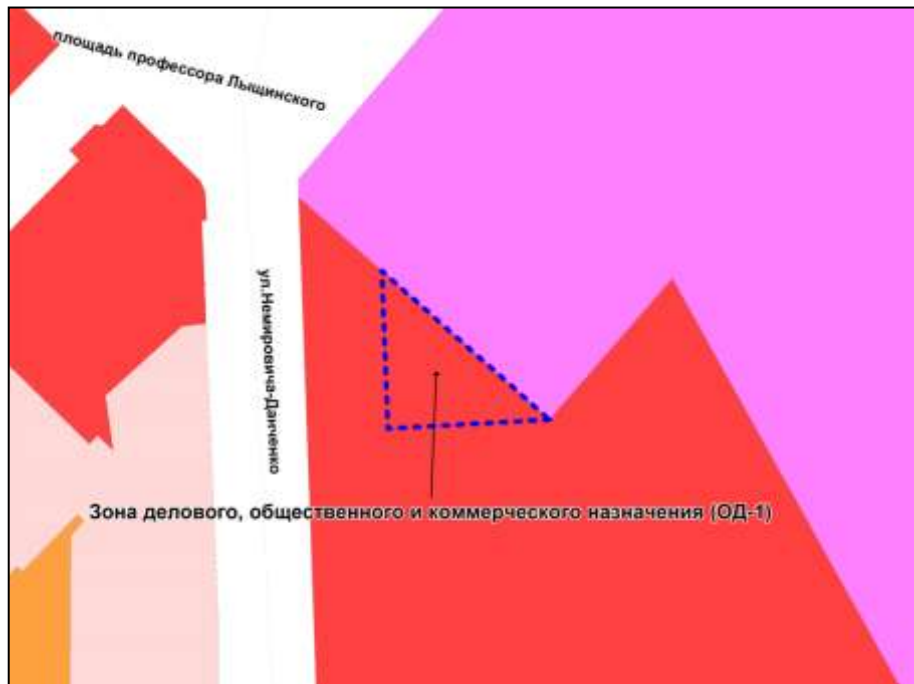 площадь профессора Лыщинского
ул.Немировича-Данченко
Зона делового, общественного и коммерческого назначения (ОД-1)